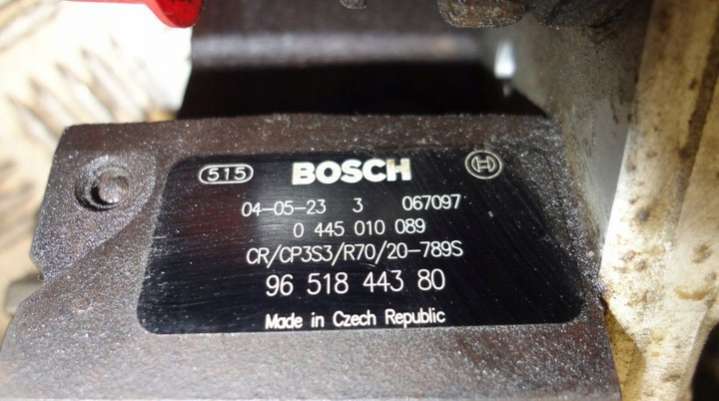 515 BOSCH
04-05-23 3 067097
0 445 010 089
CR/CP3S3/R70/20-789S
96 518 443 80
Made in Czech Republic